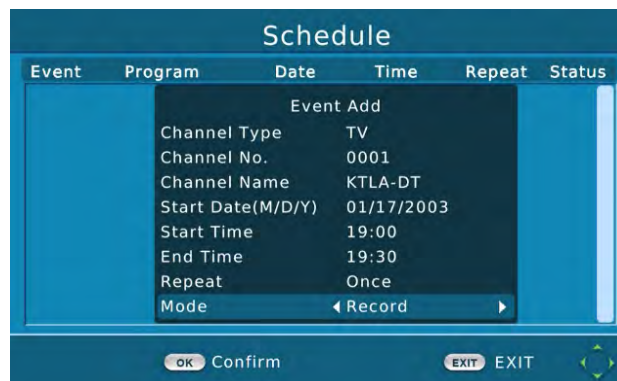 Schedule
Event Program Date Time Repeat Status
Event Add
Channel Type TV
Channel No. 0001
Channel Name KTLA-DT
Start Date(M/D/Y) 01/17/2003
Start Time 19:00
End Time 19:30
Repeat Once
Mode Record
OK Confirm EXIT EXIT